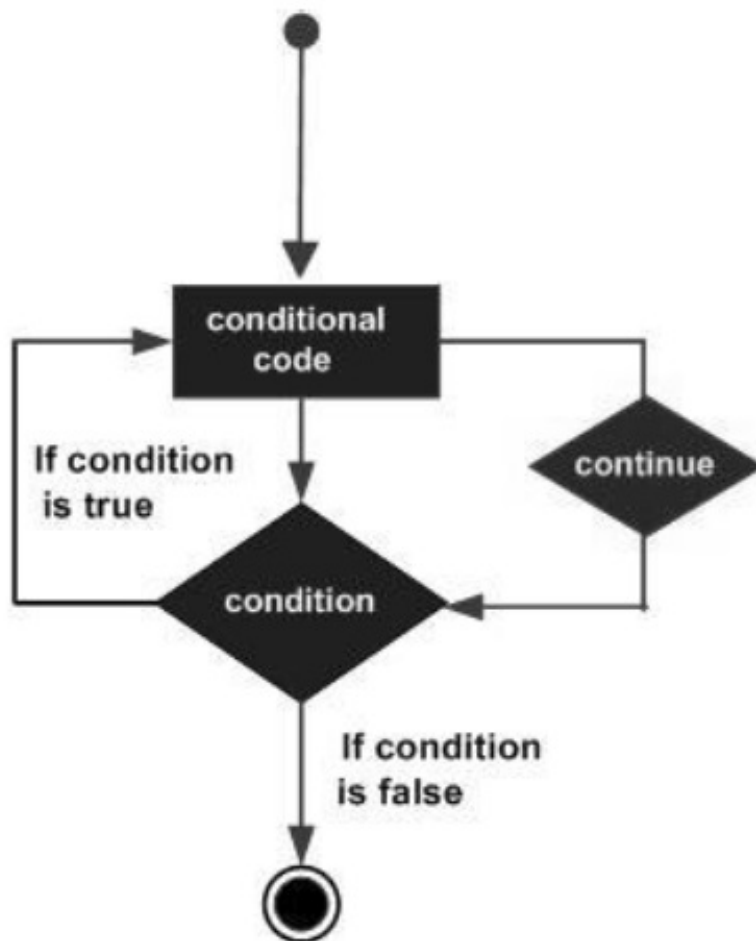 conditional
code
If condition
is true
continue
condition
If condition
is false